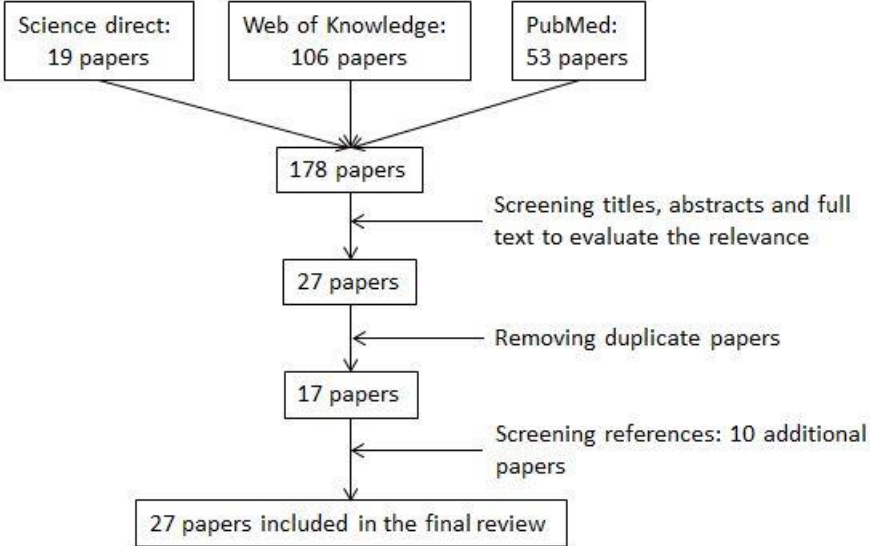 Science direct:
19 papers
Web of Knowledge:
106 papers
PubMed:
53 papers
178 papers
Screening titles, abstracts and full
text to evaluate the relevance
27 papers
Removing duplicate papers
17 papers
Screening references: 10 additional
papers
27 papers included in the final review